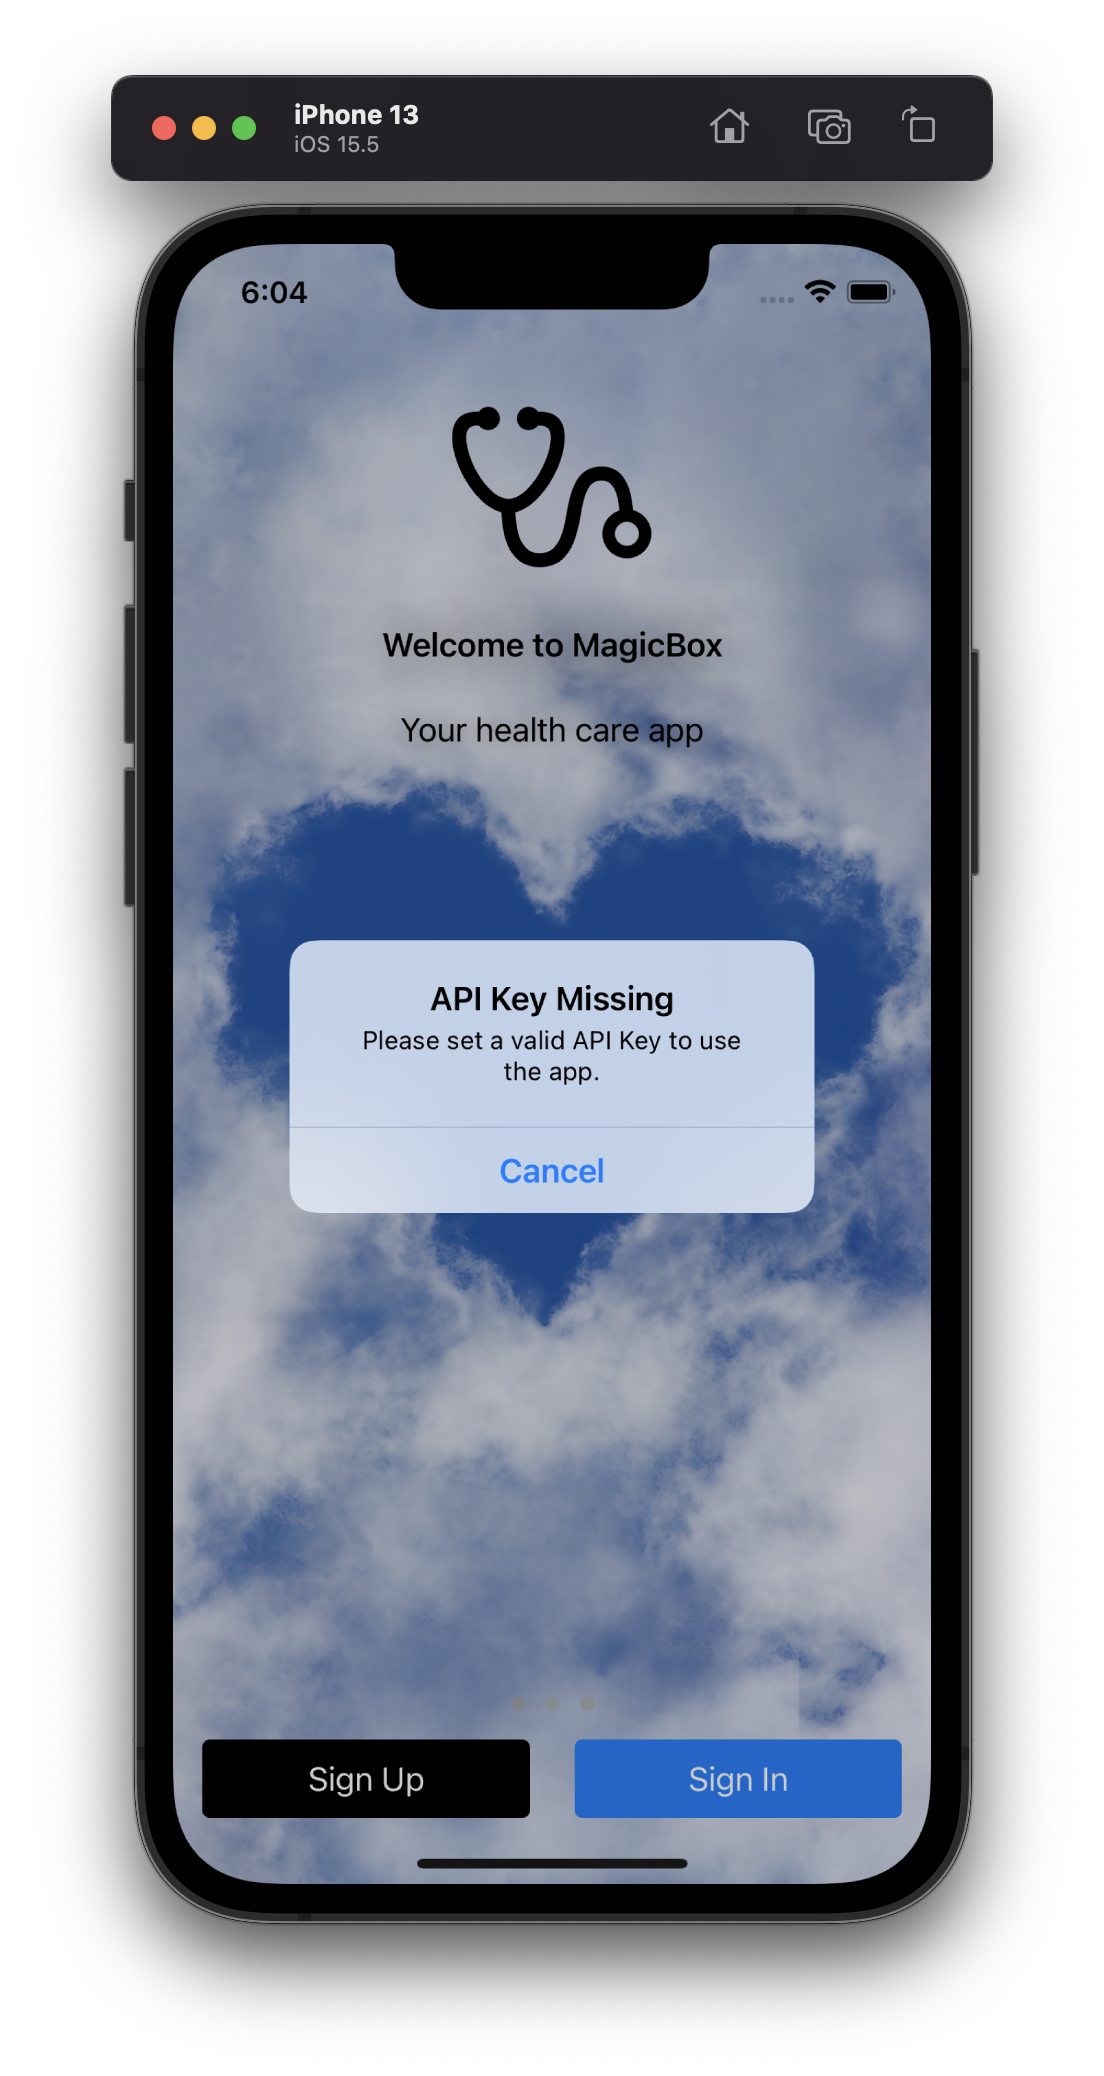 iPhone 13
iOS 15.5
6:04
Welcome to MagicBox
Your health care app
API Key Missing
Please set a valid API Key to use
the app.
Cancel
Sign Up
Sign In